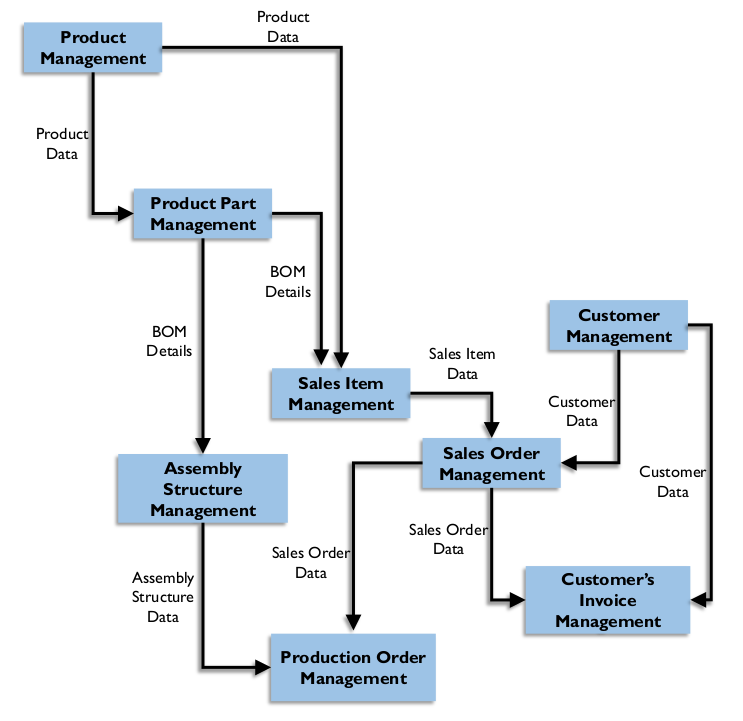 Product
Data
Product
Management
Product
Data
Product Part
Management
BOM
Details
BOM
Details
Customer
Management
Sales Item
Data
Sales Item
Management
Customer
Data
Customer
Data
Sales Order
Management
Assembly
Structure
Management
Sales Order
Data
Sales Order
Data
Assembly
Structure
Data
Customer's
Invoice
Management
Production Order
Management